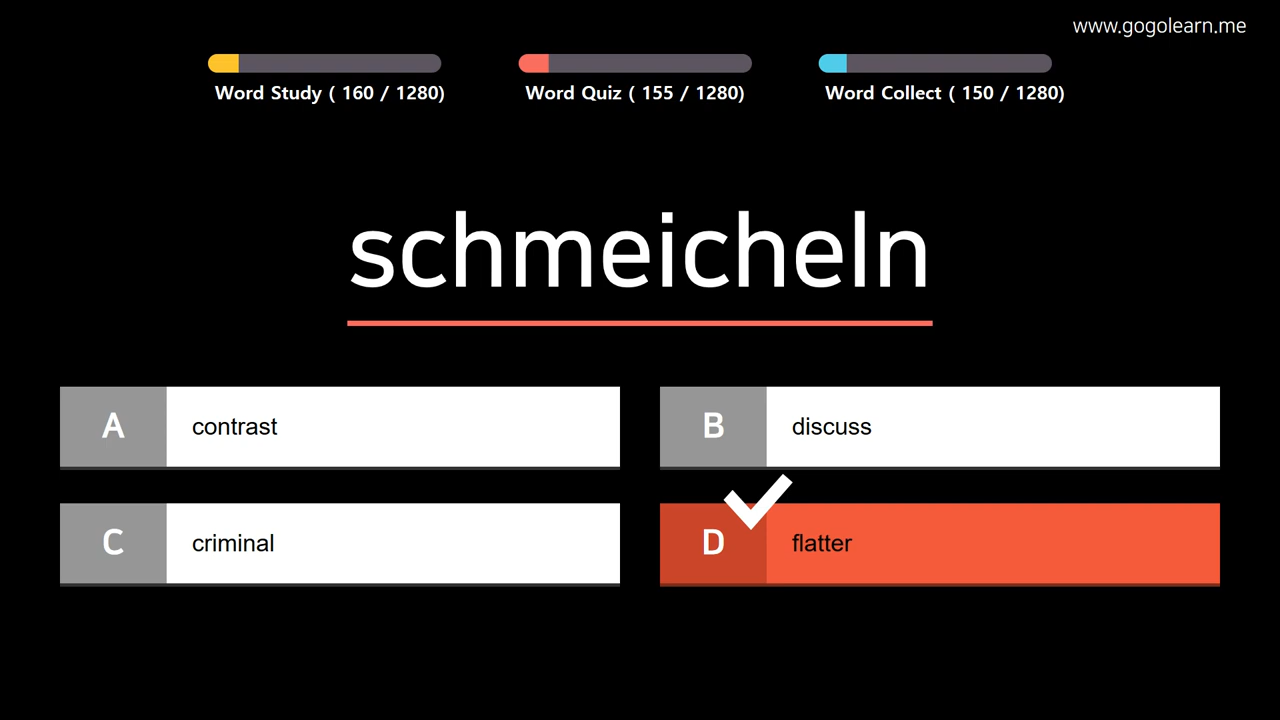 www.gogolearn.me
Word Study ( 160 / 1280)
Word Quiz ( 155 / 1280)
Word Collect ( 150 / 1280)
schmeicheln
A
contrast
B
discuss
C
criminal
D
flatter